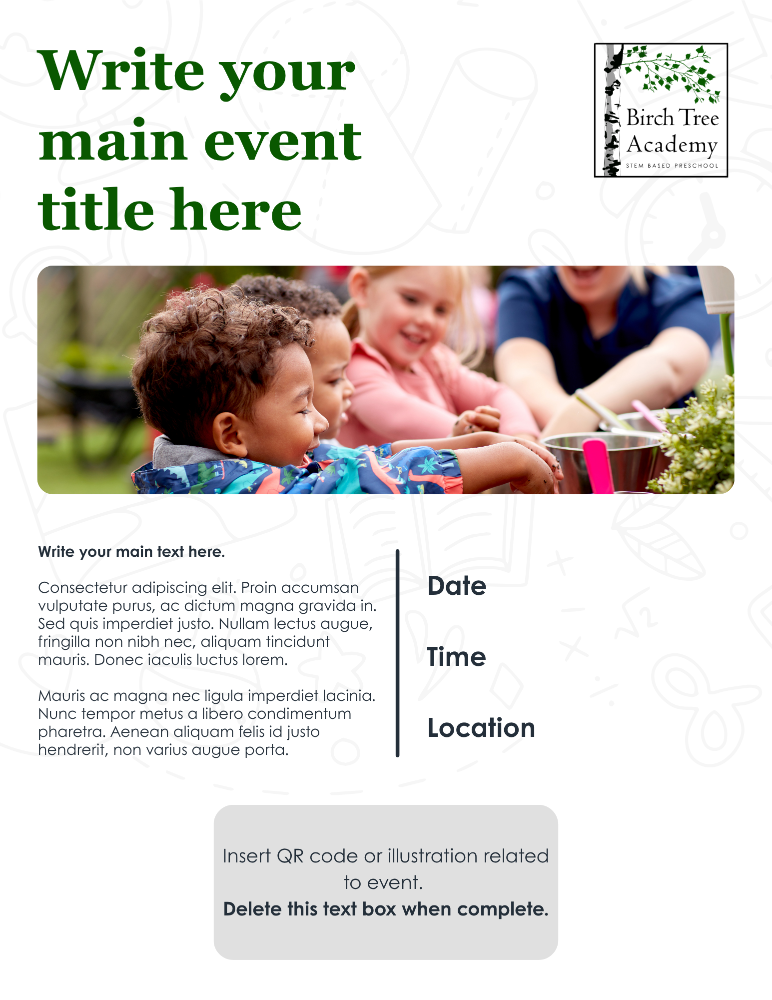 Write your
main event
title here
Birch Tree
Academy
STEM BASED PRESCHOOL
Write your main text here.
Consectetur adipiscing elit. Proin accumsan
vulputate purus, ac dictum magna gravida in.
Sed quis imperdiet justo. Nullam lectus augue,
fringilla non nibh nec, aliquam tincidunt
mauris. Donec iaculis luctus lorem.
Mauris ac magna nec ligula imperdiet lacinia.
Nunc tempor metus a libero condimentum
pharetra. Aenean aliquam felis id justo
hendrerit, non varius augue porta.
Date
Time
Location
Insert QR code or illustration related
to event.
Delete this text box when complete.